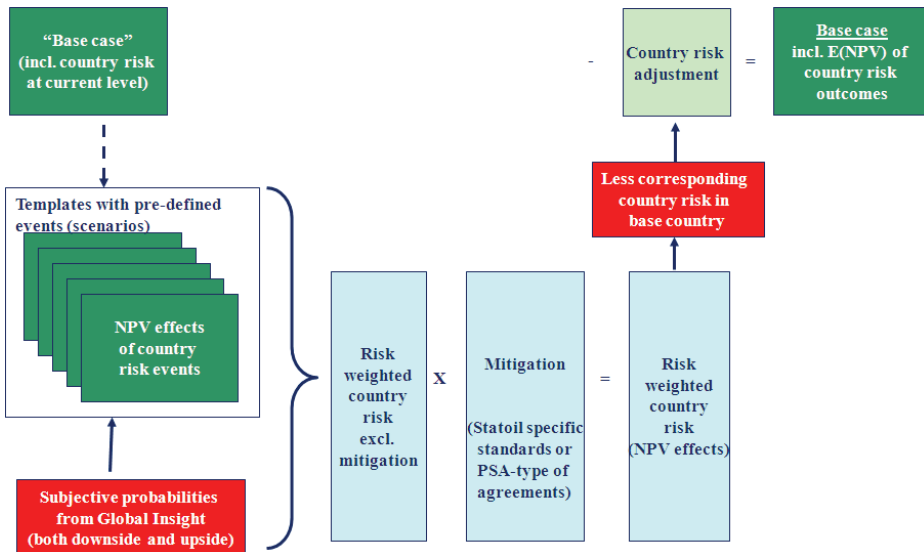 “Base case”
(incl. country risk
at current level)
-
Country risk
adjustment
=
Base case
incl. E(NPV) of
country risk
outcomes
Less corresponding
country risk in
base country
Templates with pre-defined
events (scenarios)
NPV effects
of country
risk events
Subjective probabilities
from Global Insight
(both downside and upside)
Risk
weighted
country
risk
excl.
mitigation
X
Mitigation
(Statoil specific
standards or
PSA-type of
agreements)
=
Risk
weighted
country
risk
(NPV effects)